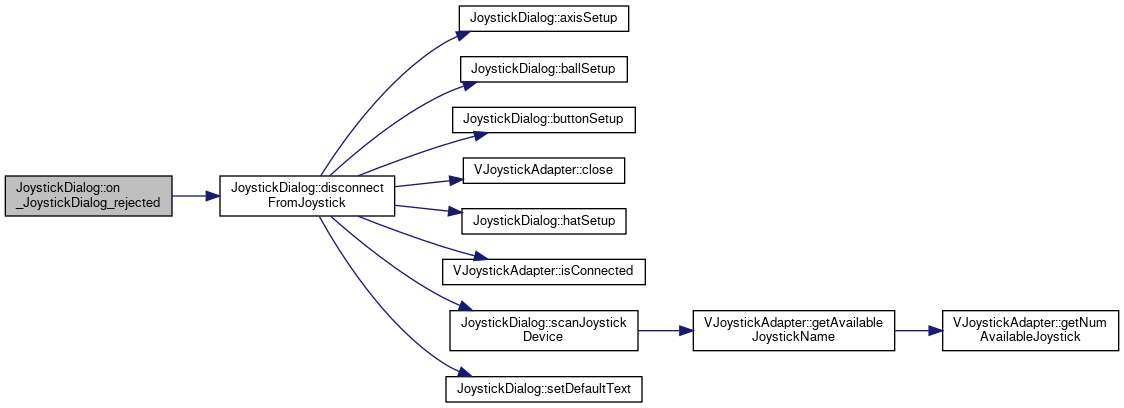 JoystickDialog::on
_JoystickDialog_rejected
JoystickDialog::disconnect
FromJoystick
JoystickDialog::axisSetup
JoystickDialog::ballSetup
JoystickDialog::buttonSetup
VJoystickAdapter::close
JoystickDialog::hatSetup
VJoystickAdapter::isConnected
JoystickDialog::scanJoystick
Device
JoystickDialog::setDefaultText
VJoystickAdapter::getAvailable
JoystickName
VJoystickAdapter::getNum
AvailableJoystick